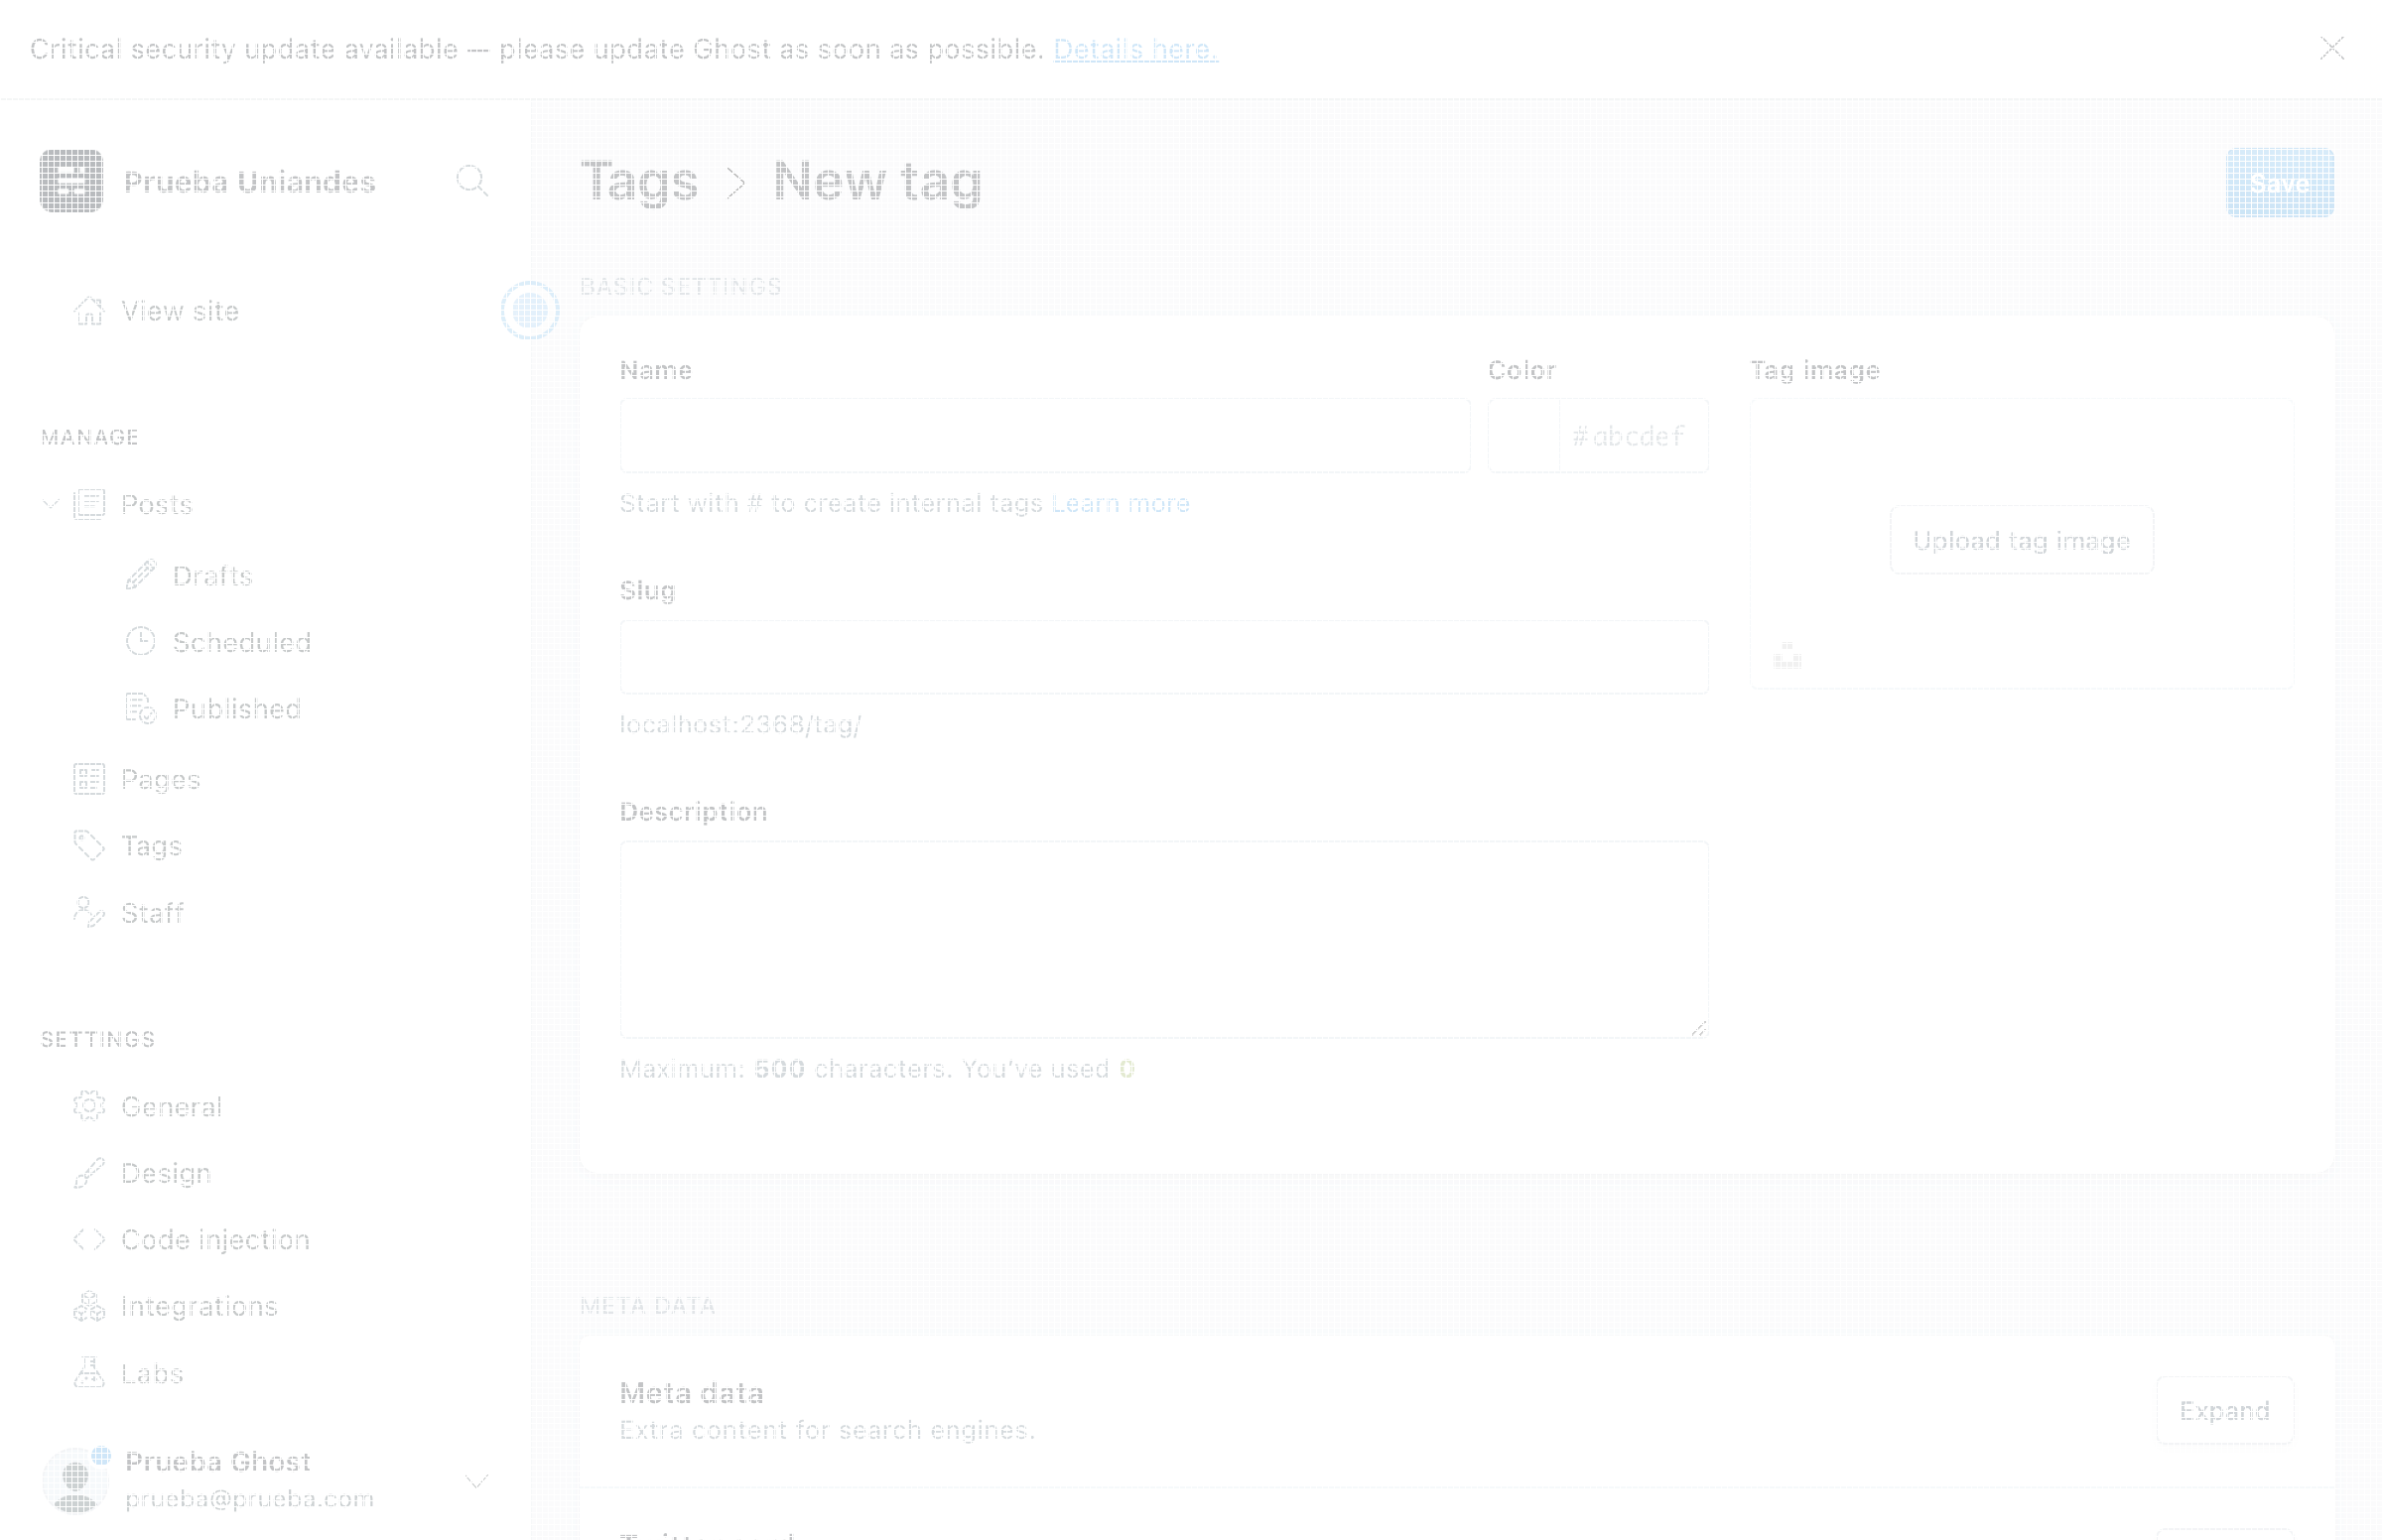 Critical security update available — please update Ghost as soon as possible. Details here.
Prueba Uniandes
View site
MANAGE
Posts
Drafts
Scheduled
Published
Pages
Tags
Staff
SETTINGS
General
Design
Code injection
Integrations
Labs
Prueba Ghost
prueba@prueba.com
Tags > New tag
Save
BASIC SETTINGS
Name
Start with # to create internal tags Learn more
Color
#abcdef
Tag image
Upload tag image
Slug
localhost:2368/tag/
Description
Maximum: 500 characters. You've used 0
META DATA
Meta data
Extra content for search engines.
Expand